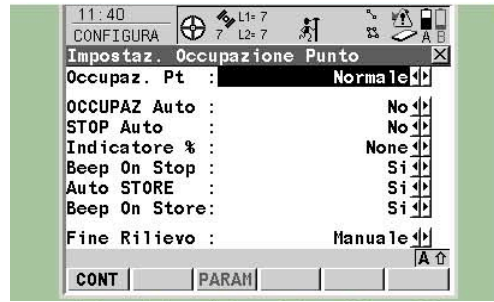 11:40
CONFIGURA
7 L1= 7
L2= 7
A B
Impostaz. Occupazione Punto
Occupaz. Pt : Normale
OCCUPAZ Auto : No
STOP Auto : No
Indicatore % : None
Beep On Stop : Si
Auto STORE : Si
Beep On Store: Si
Fine Rilievo : Manuale
A
CONT PARAM